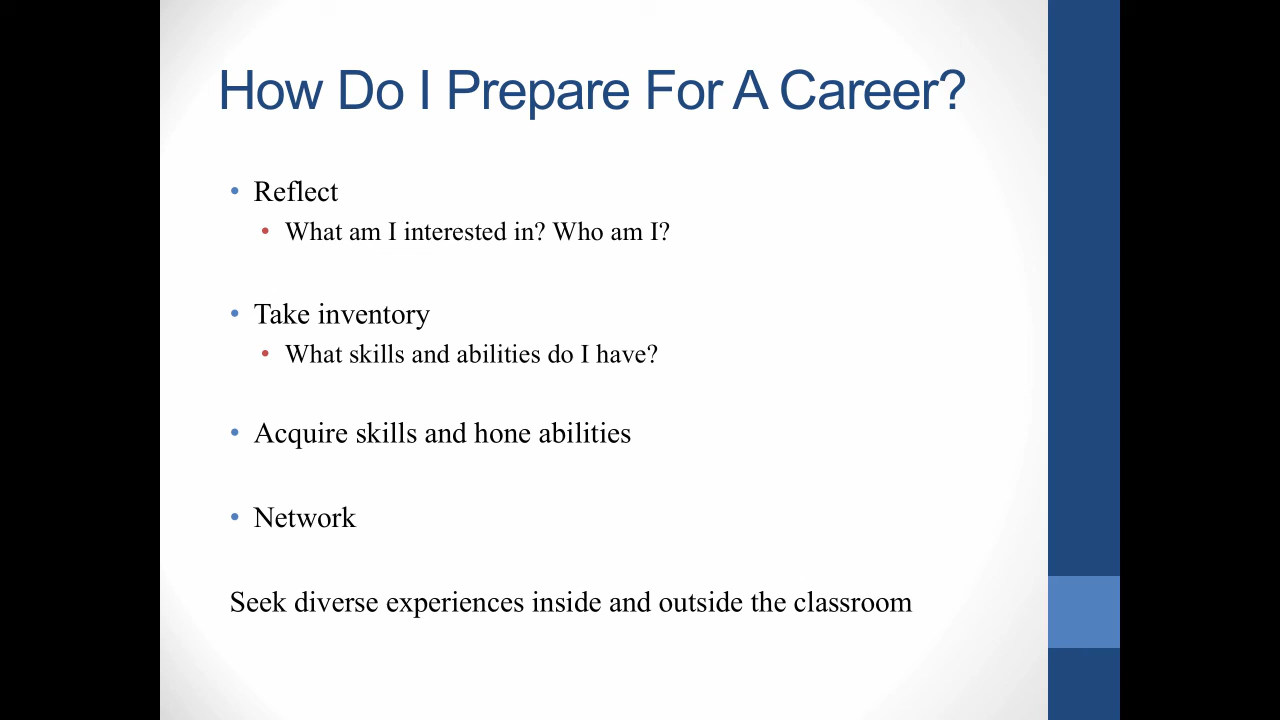 How Do I Prepare For A Career?
• Reflect
• What am I interested in? Who am I?
• Take inventory
• What skills and abilities do I have?
• Acquire skills and hone abilities
• Network
Seek diverse experiences inside and outside the classroom